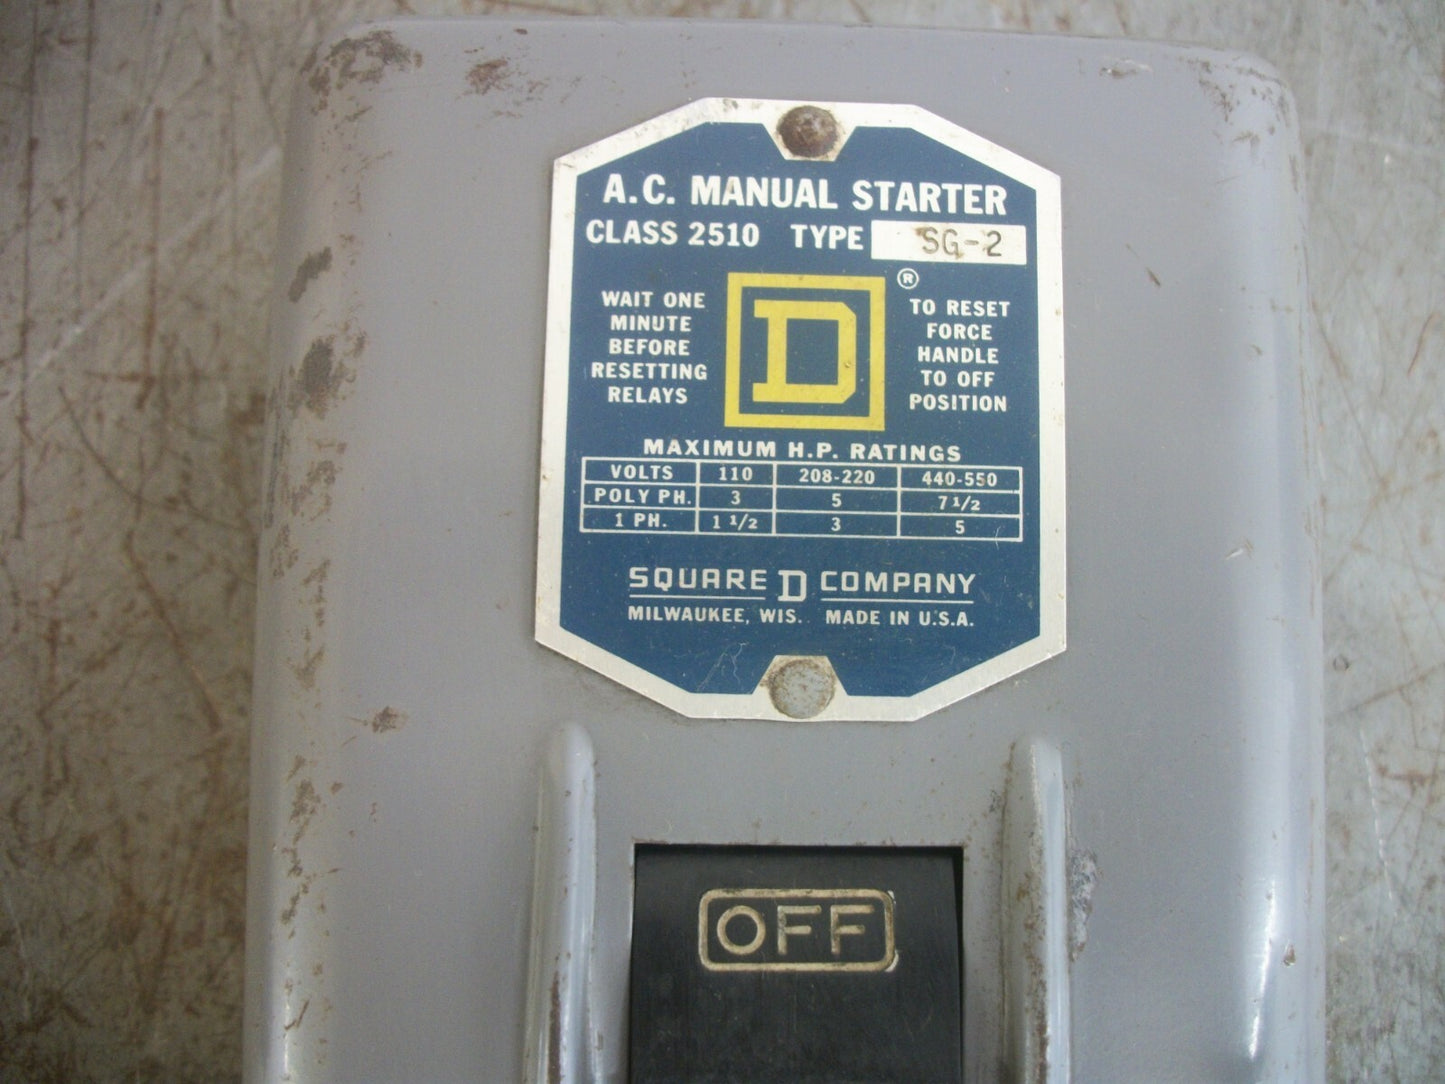 A.C. MANUAL STARTER
CLASS 2510 TYPE SG-2
WAIT ONE
MINUTE
BEFORE
RESETTING
RELAYS
D
®
TO RESET
FORCE
HANDLE
TO OFF
POSITION
MAXIMUM H.P. RATINGS
VOLTS 110 208-220 440-550
POLY PH. 3 5 7 1/2
1 PH. 1 1/2 3 5
SQUARE D COMPANY
MILWAUKEE, WIS. MADE IN U.S.A.
OFF